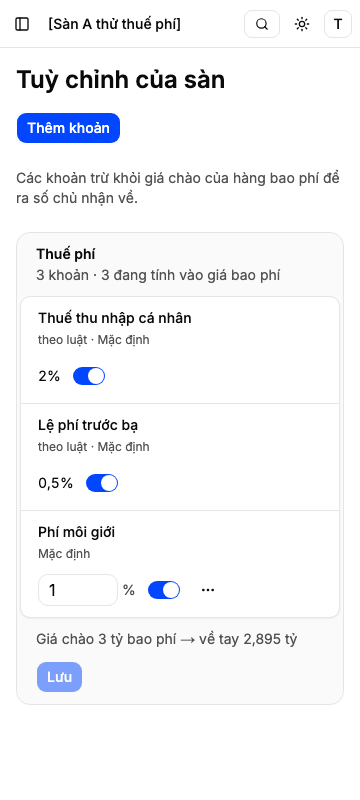 [Sàn A thử thuế phí]
T
Tuỳ chỉnh của sàn
Thêm khoản
Các khoản trừ khỏi giá chào của hàng bao phí để
ra số chủ nhận về.
Thuế phí
3 khoản · 3 đang tính vào giá bao phí
Thuế thu nhập cá nhân
theo luật · Mặc định
2%
Lệ phí trước bạ
theo luật · Mặc định
0,5%
Phí môi giới
Mặc định
1 %
Giá chào 3 tỷ bao phí → về tay 2,895 tỷ
Lưu